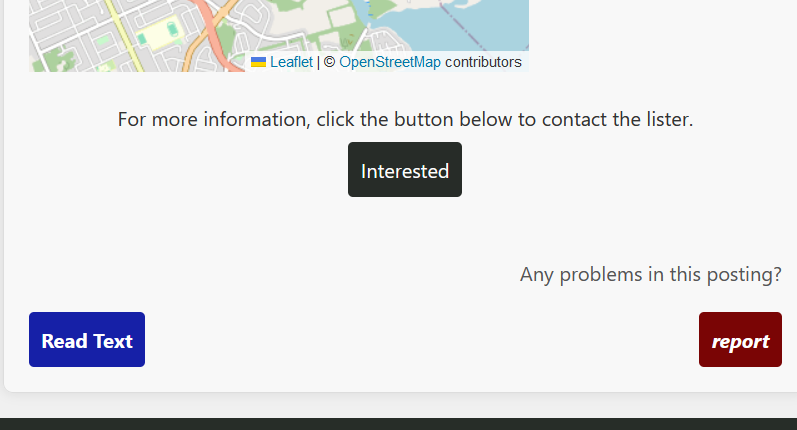 Leaflet | © OpenStreetMap contributors
For more information, click the button below to contact the lister.
Interested
Any problems in this posting?
Read Text
report